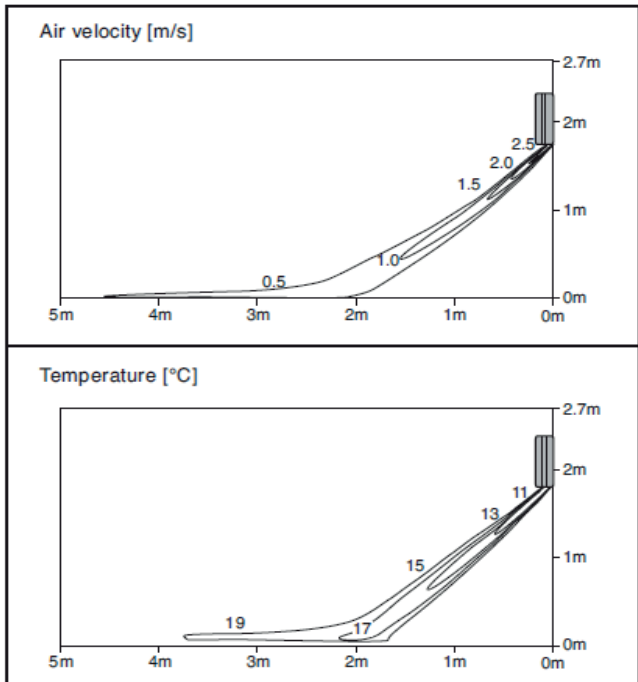 Air velocity [m/s]
2.7m
2m
2.5
2.0
1.5
1m
1.0
0.5
0m
5m 4m 3m 2m 1m 0m
Temperature [°C]
2.7m
2m
11
13
15
1m
19
17
0m
5m 4m 3m 2m 1m 0m